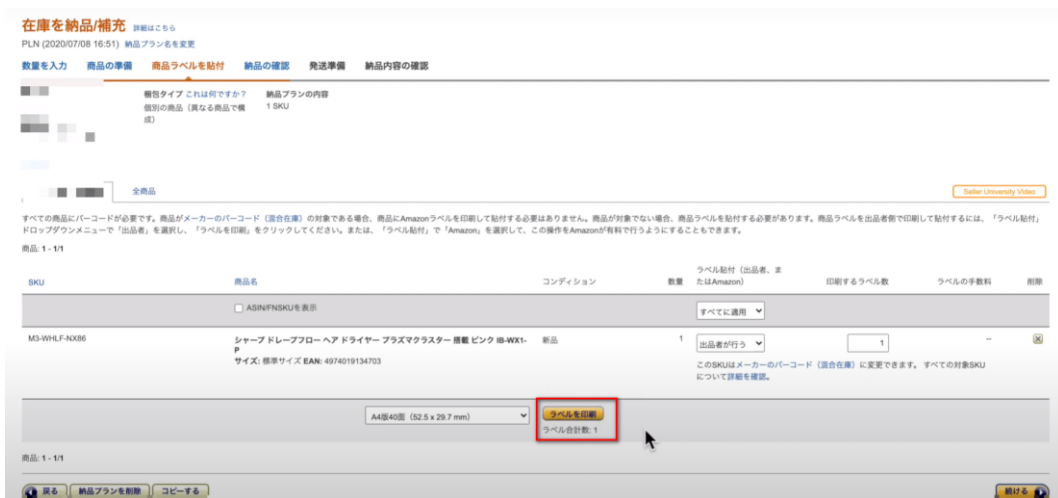 在庫を納品/補充 詳細はこちら
PLN (2020/07/08 16:51) 納品プラン名を変更
数量を入力 商品の準備 商品ラベルを貼付 納品の確認 発送準備 納品内容の確認
梱包タイプ これは何ですか? 納品プランの内容
個別の商品（異なる商品で構 1 SKU
成）
全商品 Seller University Video
すべての商品にバーコードが必要です。商品がメーカーのバーコード（混合在庫）の対象である場合、商品にAmazonラベルを印刷して貼付する必要はありません。商品が対象でない場合、商品ラベルを貼付する必要があります。商品ラベルを出品者側で印刷して貼付するには、「ラベル貼付」
ドロップダウンメニューで「出品者」を選択し、「ラベルを印刷」をクリックしてください。または、「ラベル貼付」で「Amazon」を選択して、この操作をAmazonが有料で行うようにすることもできます。
商品: 1 - 1/1
ラベル貼付（出品者、ま
SKU 商品名 コンディション 数量 たはAmazon） 印刷するラベル数 ラベルの手数料 削除
ASIN/FNSKUを表示 すべてに適用
M3-WHLF-NX86 シャープ ドレープフロー ヘア ドライヤー プラズマクラスター 搭載 ピンク IB-WX1- 新品 1 出品者が行う 1 --
P
サイズ: 標準サイズ EAN: 4974019134703
このSKUはメーカーのバーコード（混合在庫）に変更できます。 すべての対象SKU
について詳細を確認。
A4版40面（52.5 x 29.7 mm） ラベルを印刷
ラベル合計数: 1
商品: 1 - 1/1
戻る 納品プランを削除 コピーする 続ける